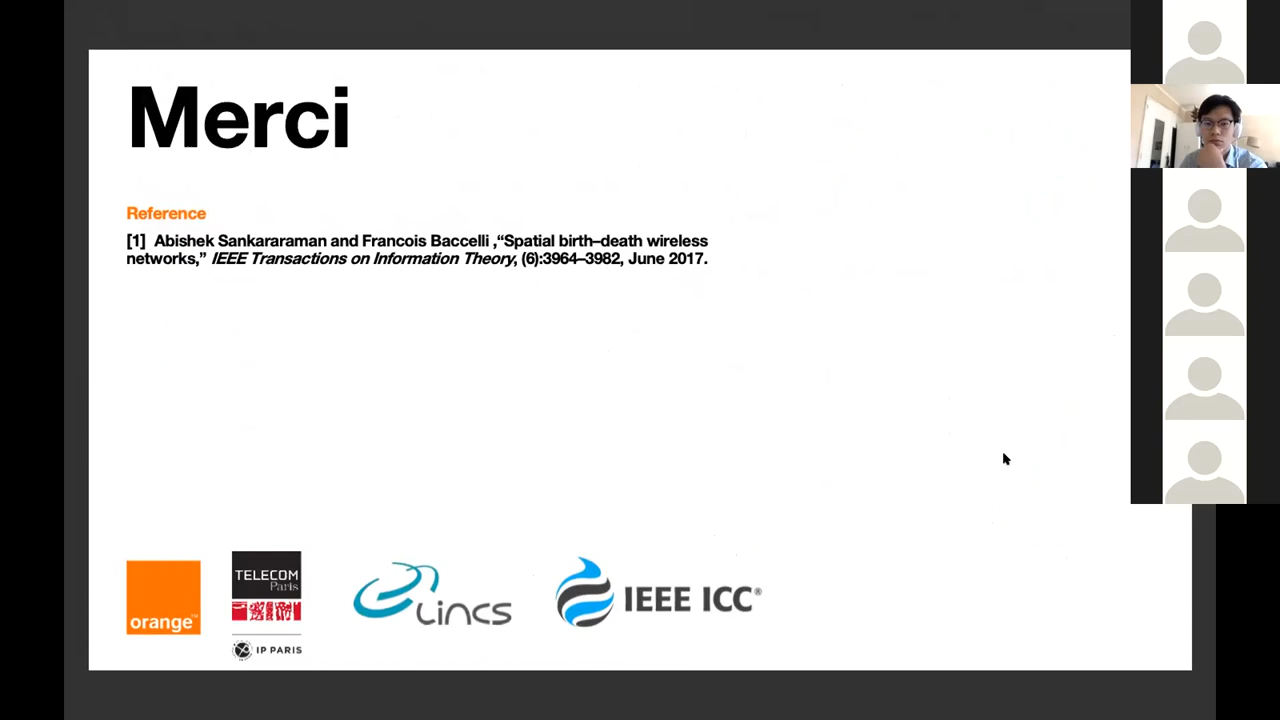 Merci
Reference
[1] Abishek Sankararaman and Francois Baccelli ,“Spatial birth–death wireless
networks,” IEEE Transactions on Information Theory, (6):3964–3982, June 2017.
orange™
TELECOM
Paris
IP PARIS
Lincs
IEEE ICC®